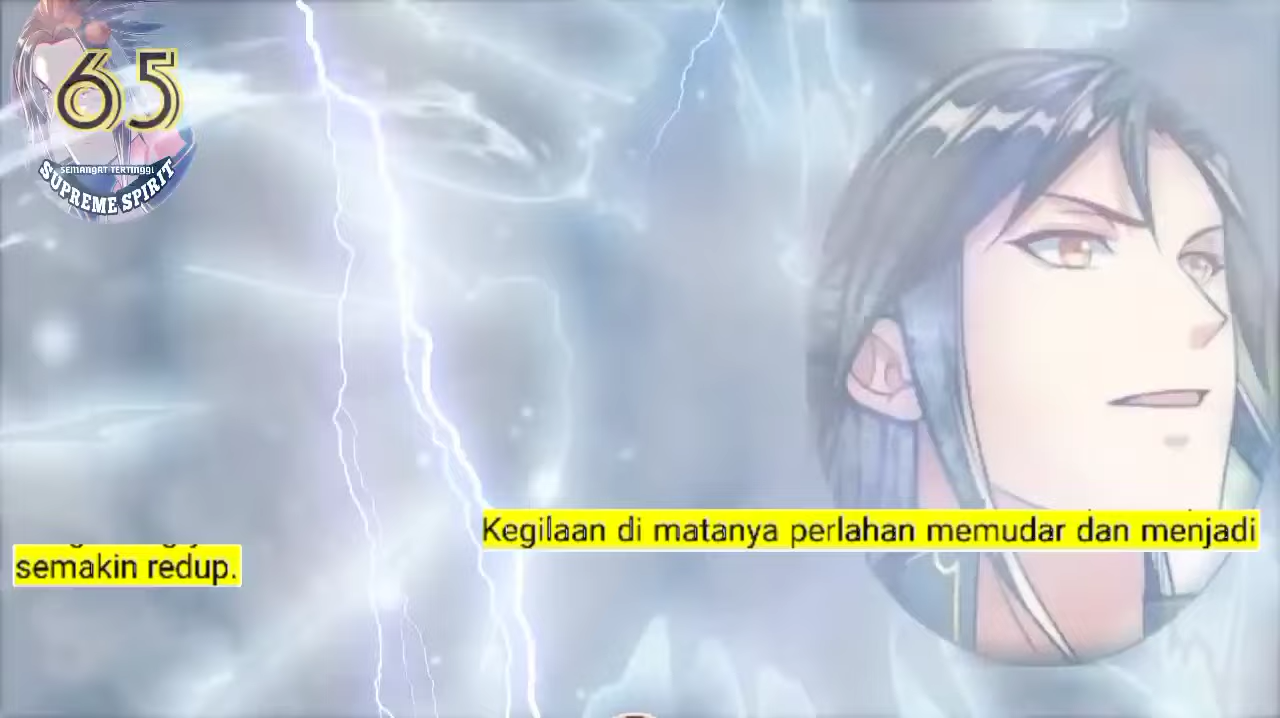 65
SEMANGAT TERTINGGI
SUPREME SPIRIT
Kegilaan di matanya perlahan memudar dan menjadi
semakin redup.